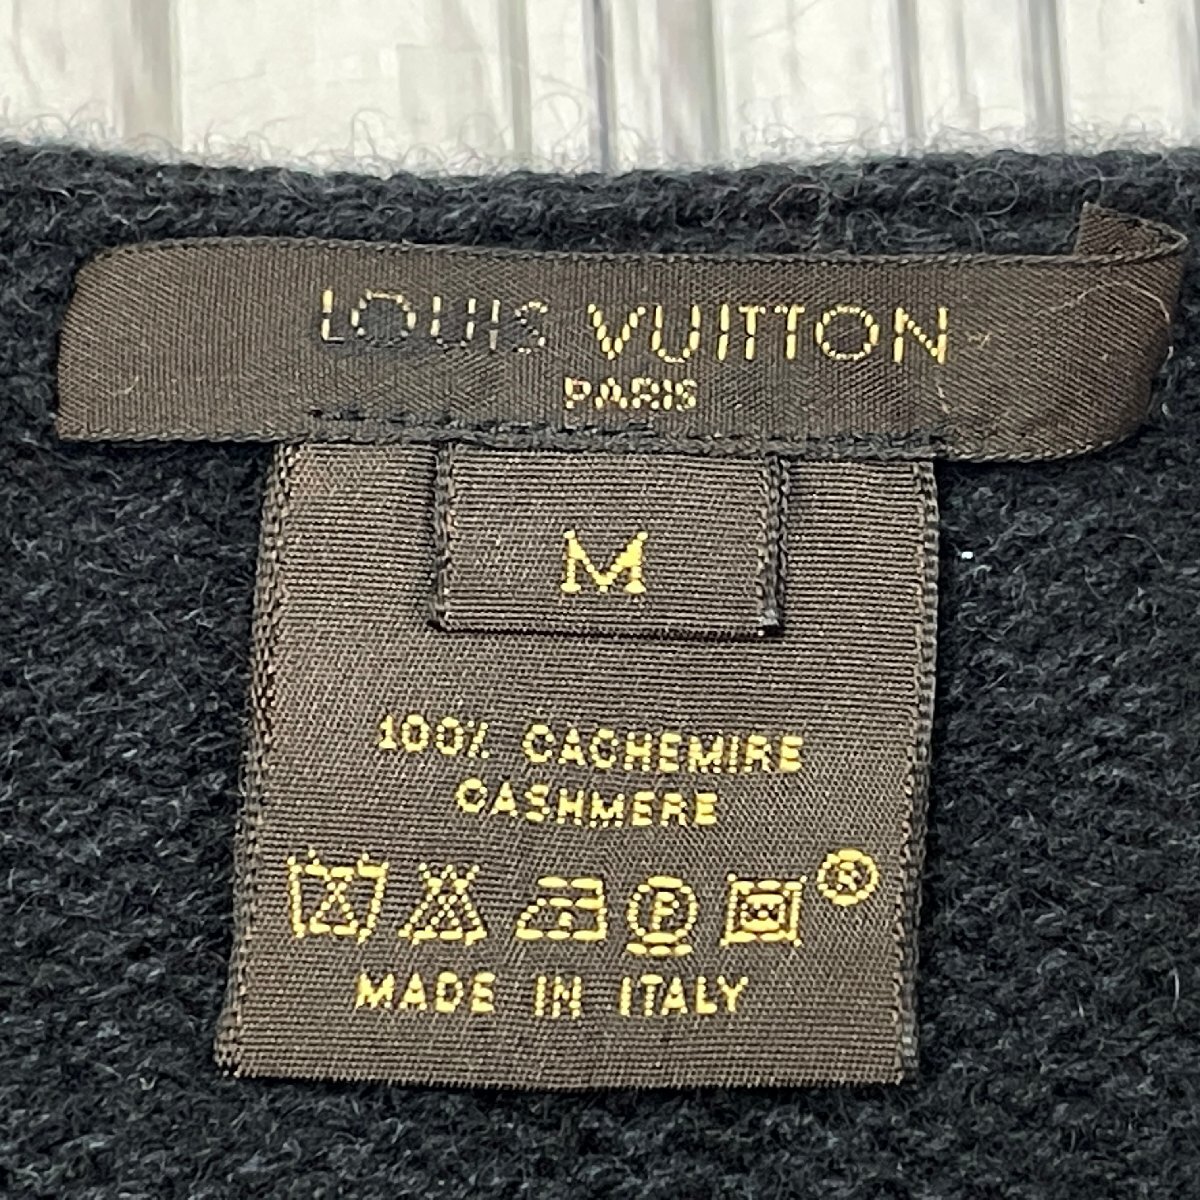 LOUIS VUITTON
PARIS
M
100% CACHEMIRE
CASHMERE
P
®
MADE IN ITALY